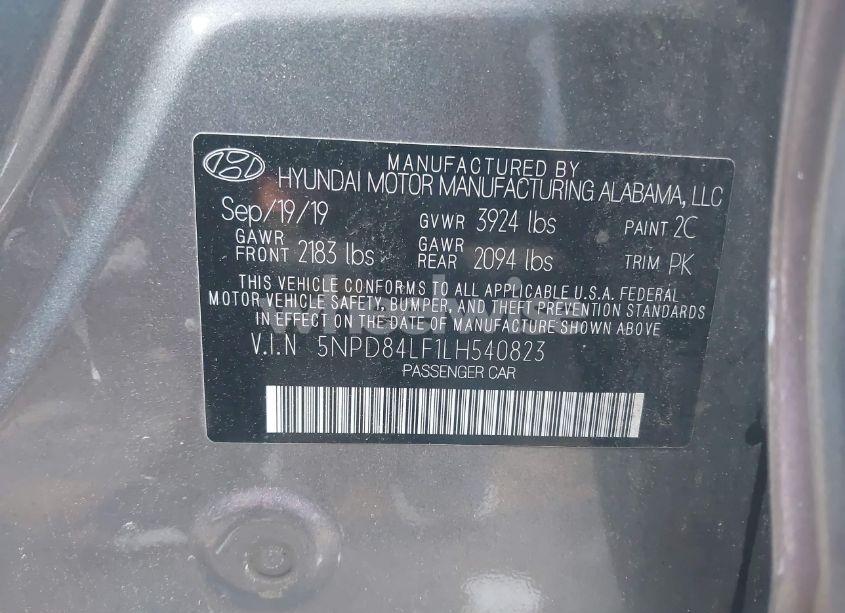 MANUFACTURED BY
HYUNDAI MOTOR MANUFACTURING ALABAMA, LLC
Sep/19/19 GVWR 3924 lbs PAINT 2C
GAWR FRONT 2183 lbs GAWR REAR 2094 lbs TRIM PK
THIS VEHICLE CONFORMS TO ALL APPLICABLE U.S.A. FEDERAL
MOTOR VEHICLE SAFETY, BUMPER, AND THEFT PREVENTION STANDARDS
IN EFFECT ON THE DATE OF MANUFACTURE SHOWN ABOVE
V.I.N 5NPD84LF1LH540823
PASSENGER CAR